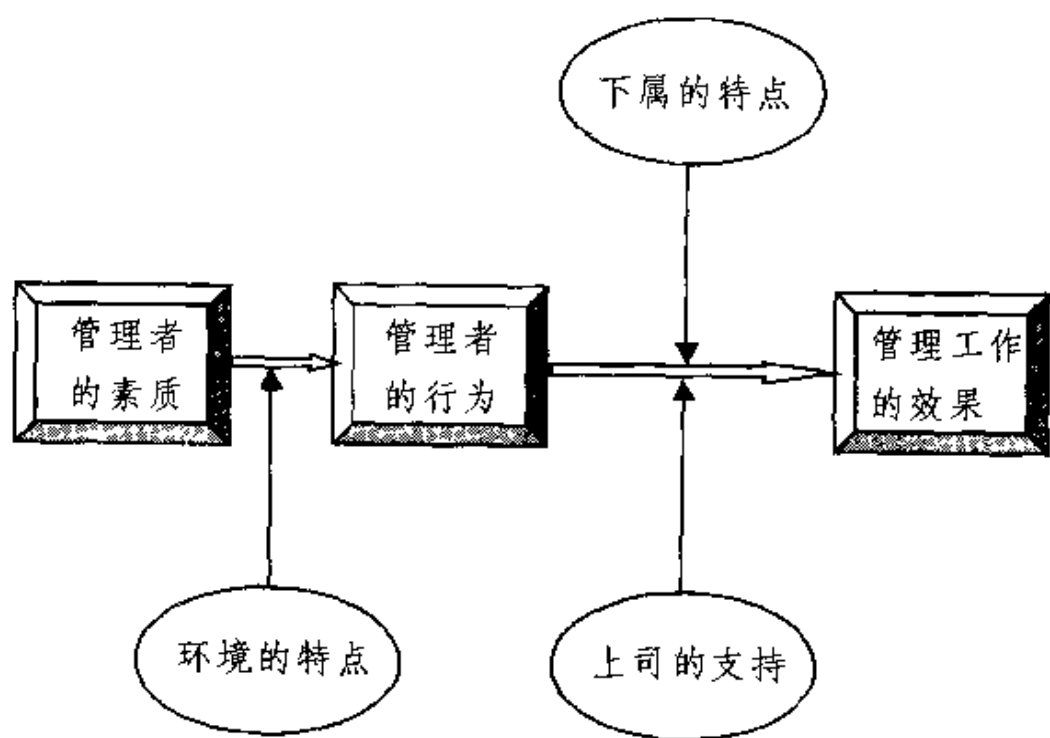 下属的特点
管理者
的素质
管理者
的行为
管理工作
的效果
环境的特点
上司的支持